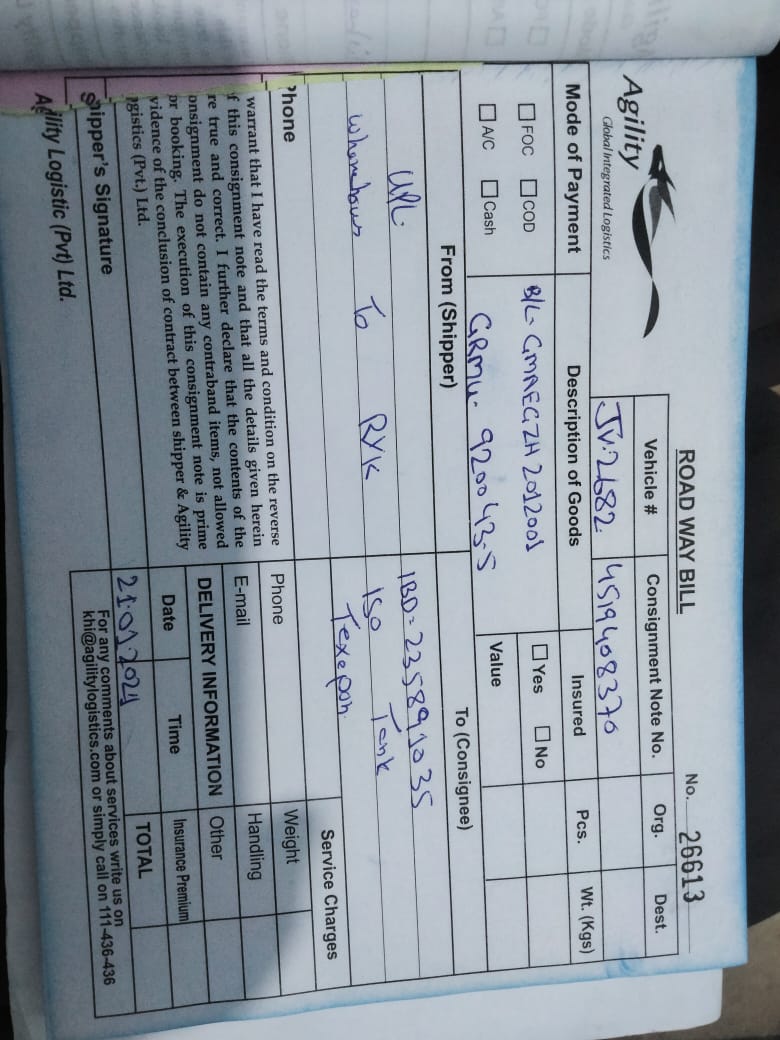 ROAD WAY BILL
No. 26613
Agility
Global Integrated Logistics
Vehicle # Consignment Note No. Org. Dest.
JV.2682 4519408370
Mode of Payment Description of Goods Insured Pcs. Wt. (Kgs)
FOC COD B/L- GMAEGZH 2012001 Yes No
A/C Cash GRMU- 920043-5 Value
From (Shipper) To (Consignee)
UPL IBD=235891035
To RYK ISO Tank
Service Charges
Phone
Phone Weight
E-mail Handling
DELIVERY INFORMATION Other
Date Time Insurance Premium
21.01.2021 TOTAL
warrant that I have read the terms and condition on the reverse
f this consignment note and that all the details given herein
re true and correct. I further declare that the contents of the
onsignment do not contain any contraband items, not allowed
or booking. The execution of this consignment note is prime
vidence of the conclusion of contract between shipper & Agility
ogistics (Pvt.) Ltd.
Shipper's Signature
For any comments about services write us on
khi@agilitylogistics.com or simply call on 111-436-436
Agility Logistic (Pvt) Ltd.